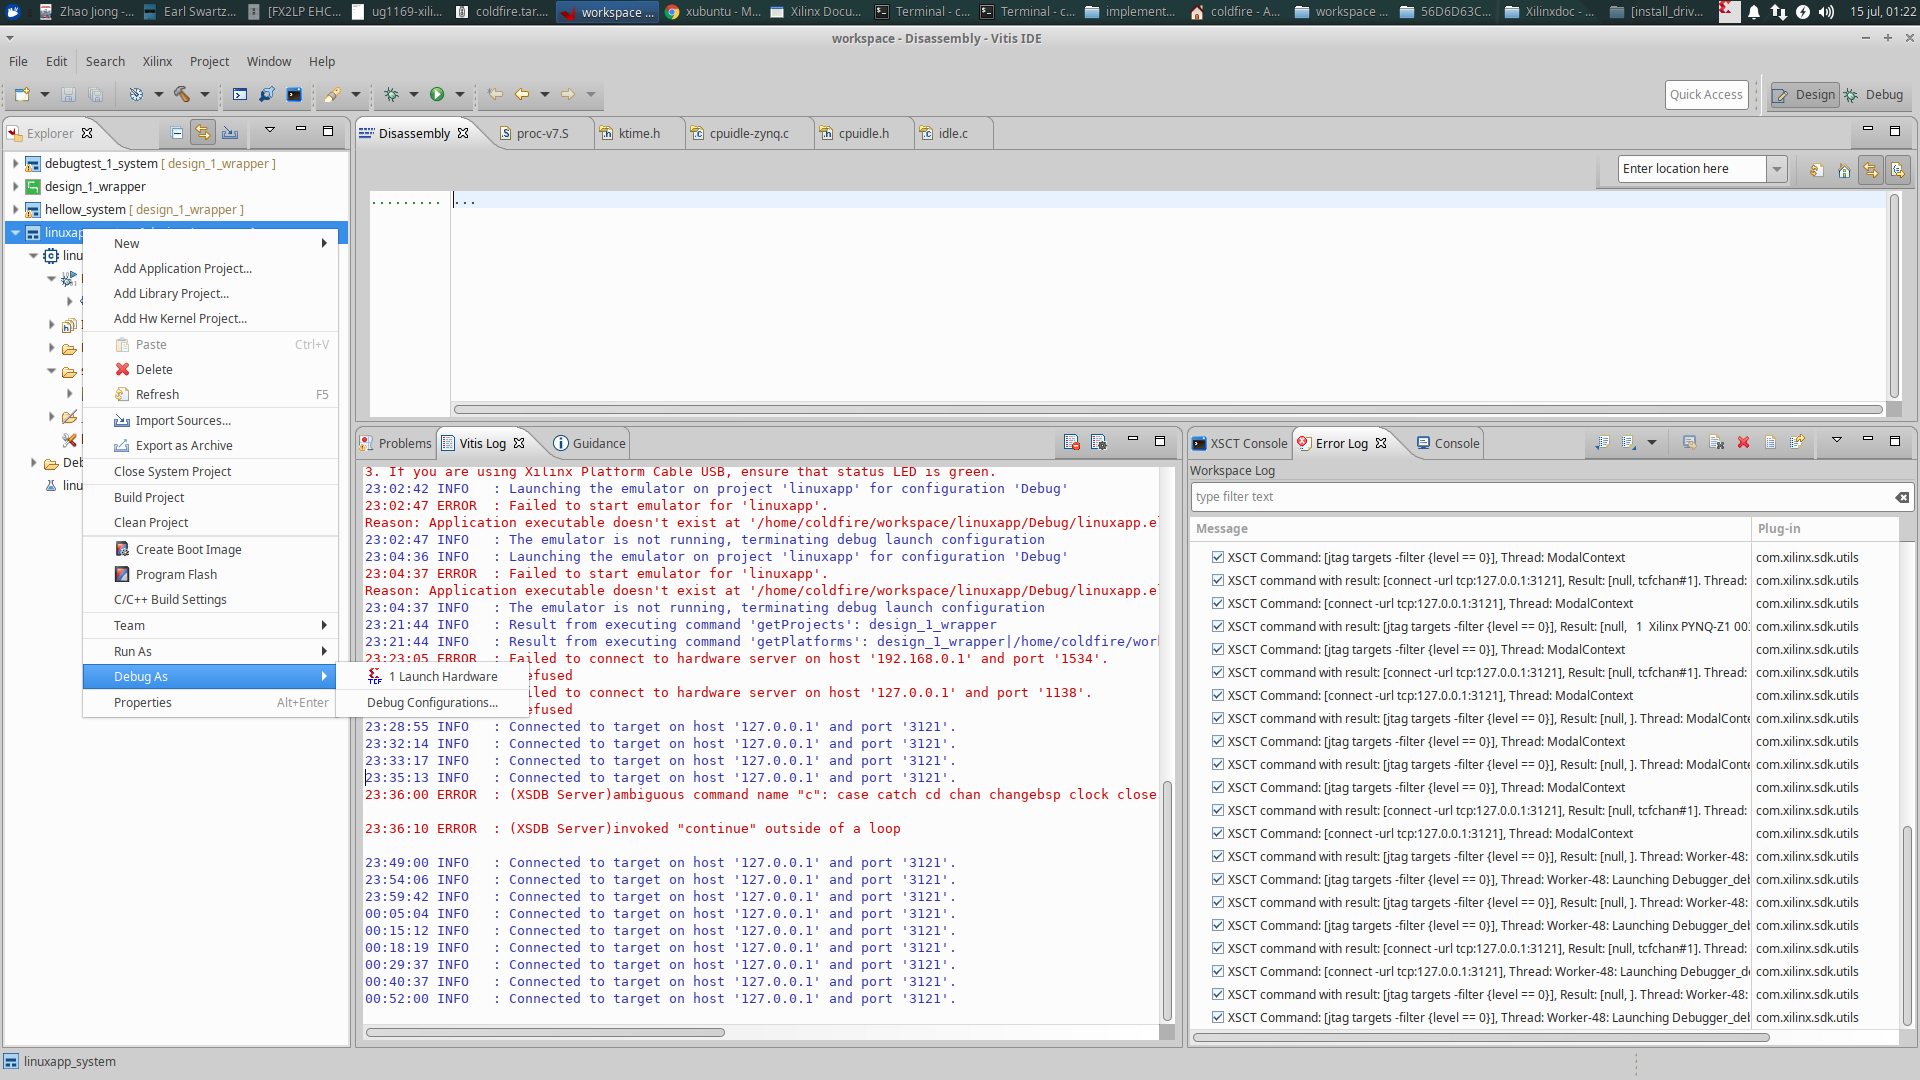 Zhao Jiong -...
Earl Swartz...
[FX2LP EHC...
ug1169-xili...
coldfire.tar....
workspace ...
xubuntu - M...
Xilinx Docu...
Terminal - c...
Terminal - c...
implement...
coldfire - A...
workspace ...
56D6D63C...
Xilinxdoc - ...
[install_driv...
15 jul, 01:22
workspace - Disassembly - Vitis IDE
File Edit Search Xilinx Project Window Help
Quick Access
Design
Debug
Explorer
debugtest_1_system [ design_1_wrapper ]
design_1_wrapper
hellow_system [ design_1_wrapper ]
linuxap
linu
Deb
linu
New
Add Application Project...
Add Library Project...
Add Hw Kernel Project...
Paste Ctrl+V
Delete
Refresh F5
Import Sources...
Export as Archive
Close System Project
Build Project
Clean Project
Create Boot Image
Program Flash
C/C++ Build Settings
Team
Run As
Debug As
Properties Alt+Enter
1 Launch Hardware
Debug Configurations...
Disassembly
proc-v7.S
ktime.h
cpuidle-zynq.c
cpuidle.h
idle.c
Enter location here
......... ...
Problems
Vitis Log
Guidance
3. If you are using Xilinx Platform Cable USB, ensure that status LED is green.
23:02:42 INFO : Launching the emulator on project 'linuxapp' for configuration 'Debug'
23:02:47 ERROR : Failed to start emulator for 'linuxapp'.
Reason: Application executable doesn't exist at '/home/coldfire/workspace/linuxapp/Debug/linuxapp.el
23:02:47 INFO : The emulator is not running, terminating debug launch configuration
23:04:36 INFO : Launching the emulator on project 'linuxapp' for configuration 'Debug'
23:04:37 ERROR : Failed to start emulator for 'linuxapp'.
Reason: Application executable doesn't exist at '/home/coldfire/workspace/linuxapp/Debug/linuxapp.el
23:04:37 INFO : The emulator is not running, terminating debug launch configuration
23:21:44 INFO : Result from executing command 'getProjects': design_1_wrapper
23:21:44 INFO : Result from executing command 'getPlatforms': design_1_wrapper|/home/coldfire/worl
23:23:05 ERROR : Failed to connect to hardware server on host '192.168.0.1' and port '1534'.
efused
iled to connect to hardware server on host '127.0.0.1' and port '1138'.
efused
23:28:55 INFO : Connected to target on host '127.0.0.1' and port '3121'.
23:32:14 INFO : Connected to target on host '127.0.0.1' and port '3121'.
23:33:17 INFO : Connected to target on host '127.0.0.1' and port '3121'.
23:35:13 INFO : Connected to target on host '127.0.0.1' and port '3121'.
23:36:00 ERROR : (XSDB Server)ambiguous command name "c": case catch cd chan changebsp clock close
23:36:10 ERROR : (XSDB Server)invoked "continue" outside of a loop
23:49:00 INFO : Connected to target on host '127.0.0.1' and port '3121'.
23:54:06 INFO : Connected to target on host '127.0.0.1' and port '3121'.
23:59:42 INFO : Connected to target on host '127.0.0.1' and port '3121'.
00:05:04 INFO : Connected to target on host '127.0.0.1' and port '3121'.
00:15:12 INFO : Connected to target on host '127.0.0.1' and port '3121'.
00:18:19 INFO : Connected to target on host '127.0.0.1' and port '3121'.
00:29:37 INFO : Connected to target on host '127.0.0.1' and port '3121'.
00:40:37 INFO : Connected to target on host '127.0.0.1' and port '3121'.
00:52:00 INFO : Connected to target on host '127.0.0.1' and port '3121'.
XSCT Console
Error Log
Console
Workspace Log
type filter text
Message Plug-in
XSCT Command: [jtag targets -filter {level == 0}], Thread: ModalContext com.xilinx.sdk.utils
XSCT command with result: [connect -url tcp:127.0.0.1:3121], Result: [null, tcfchan#1]. Thread: com.xilinx.sdk.utils
XSCT Command: [connect -url tcp:127.0.0.1:3121], Thread: ModalContext com.xilinx.sdk.utils
XSCT command with result: [jtag targets -filter {level == 0}], Result: [null, 1 Xilinx PYNQ-Z1 00 com.xilinx.sdk.utils
XSCT Command: [jtag targets -filter {level == 0}], Thread: ModalContext com.xilinx.sdk.utils
XSCT command with result: [connect -url tcp:127.0.0.1:3121], Result: [null, tcfchan#1]. Thread: com.xilinx.sdk.utils
XSCT Command: [connect -url tcp:127.0.0.1:3121], Thread: ModalContext com.xilinx.sdk.utils
XSCT command with result: [jtag targets -filter {level == 0}], Result: [null, ]. Thread: ModalConte com.xilinx.sdk.utils
XSCT Command: [jtag targets -filter {level == 0}], Thread: ModalContext com.xilinx.sdk.utils
XSCT command with result: [jtag targets -filter {level == 0}], Result: [null, ]. Thread: ModalConte com.xilinx.sdk.utils
XSCT Command: [jtag targets -filter {level == 0}], Thread: ModalContext com.xilinx.sdk.utils
XSCT command with result: [connect -url tcp:127.0.0.1:3121], Result: [null, tcfchan#1]. Thread: com.xilinx.sdk.utils
XSCT Command: [connect -url tcp:127.0.0.1:3121], Thread: ModalContext com.xilinx.sdk.utils
XSCT command with result: [jtag targets -filter {level == 0}], Result: [null, ]. Thread: Worker-48: com.xilinx.sdk.utils
XSCT Command: [jtag targets -filter {level == 0}], Thread: Worker-48: Launching Debugger_del com.xilinx.sdk.utils
XSCT command with result: [jtag targets -filter {level == 0}], Result: [null, ]. Thread: Worker-48: com.xilinx.sdk.utils
XSCT Command: [jtag targets -filter {level == 0}], Thread: Worker-48: Launching Debugger_del com.xilinx.sdk.utils
XSCT command with result: [connect -url tcp:127.0.0.1:3121], Result: [null, tcfchan#1]. Thread: com.xilinx.sdk.utils
XSCT Command: [connect -url tcp:127.0.0.1:3121], Thread: Worker-48: Launching Debugger_de com.xilinx.sdk.utils
XSCT command with result: [jtag targets -filter {level == 0}], Result: [null, ]. Thread: Worker-48: com.xilinx.sdk.utils
XSCT Command: [jtag targets -filter {level == 0}], Thread: Worker-48: Launching Debugger_del com.xilinx.sdk.utils
linuxapp_system